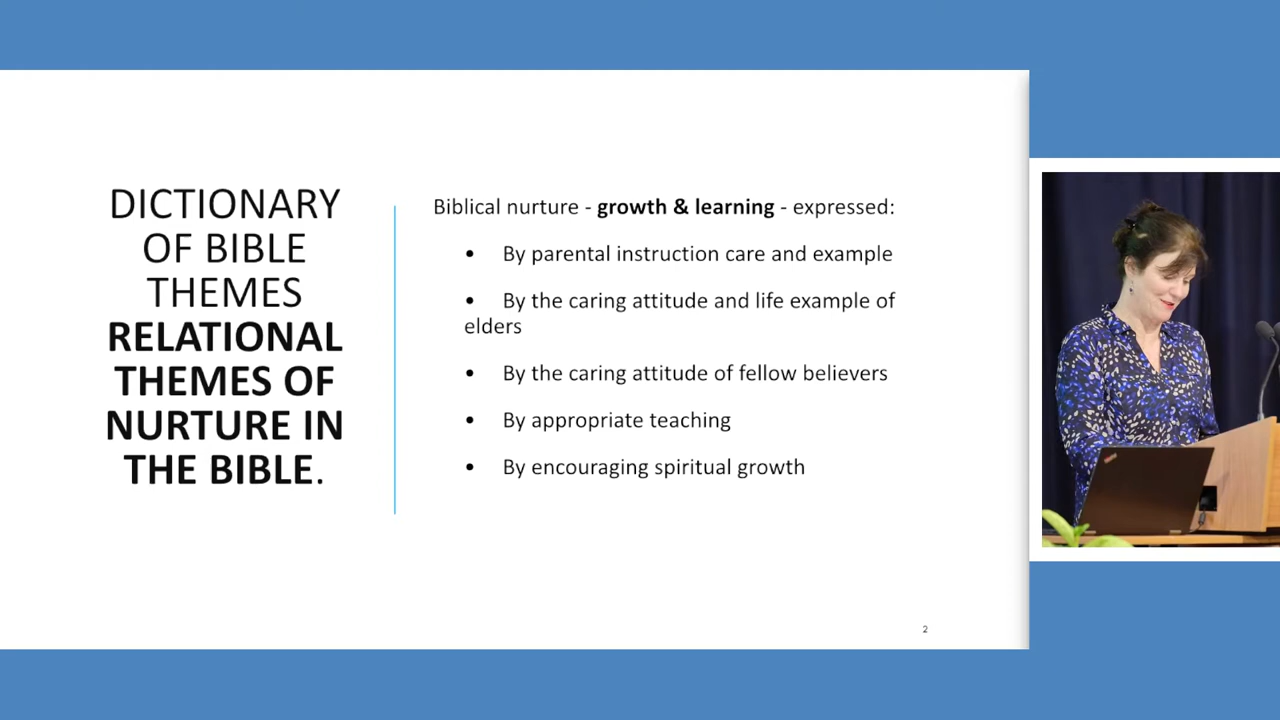 DICTIONARY
OF BIBLE
THEMES
RELATIONAL
THEMES OF
NURTURE IN
THE BIBLE.
Biblical nurture - growth & learning - expressed:
• By parental instruction care and example
• By the caring attitude and life example of
elders
• By the caring attitude of fellow believers
• By appropriate teaching
• By encouraging spiritual growth
2